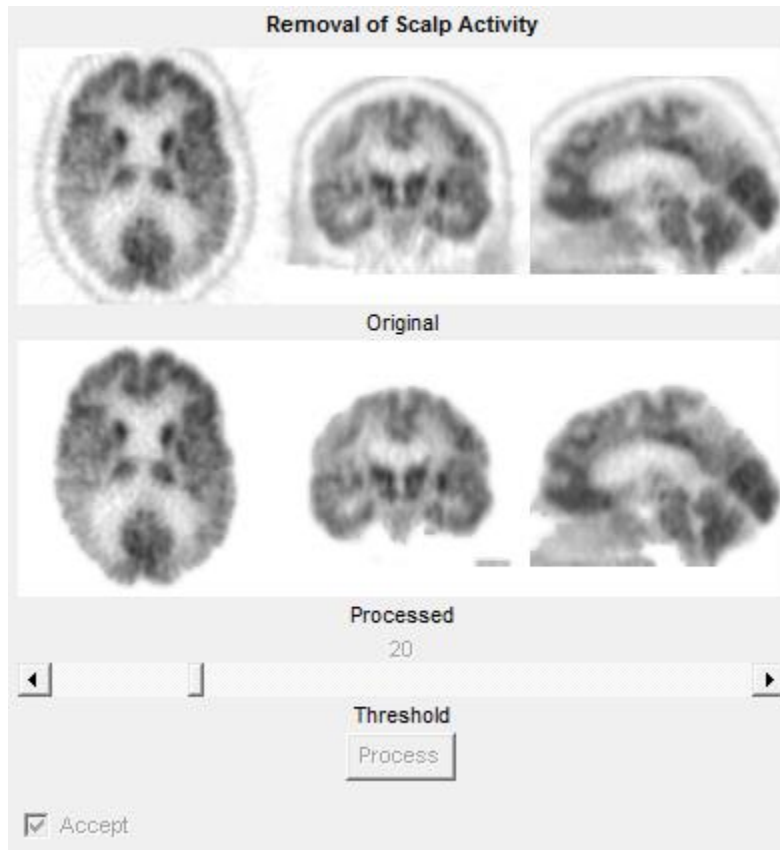 Removal of Scalp Activity
Original
Processed
20
Threshold
Process
Accept